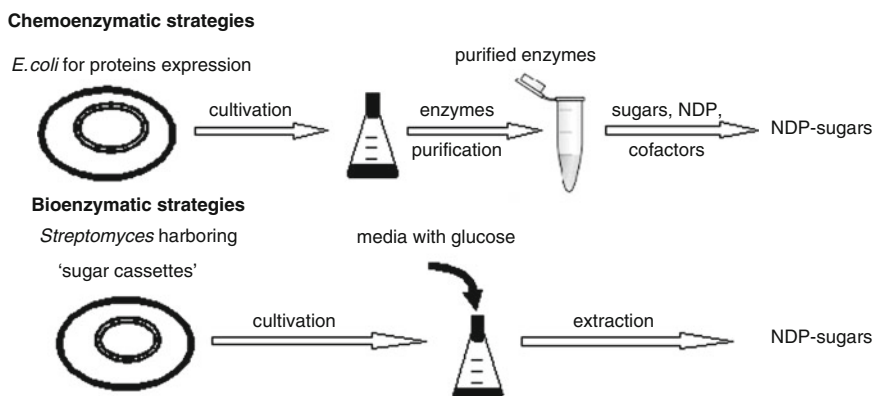 Chemoenzymatic strategies
E.coli for proteins expression
cultivation
enzymes
purification
purified enzymes
sugars, NDP,
cofactors
NDP-sugars
Bioenzymatic strategies
Streptomyces harboring
‘sugar cassettes’
cultivation
media with glucose
extraction
NDP-sugars